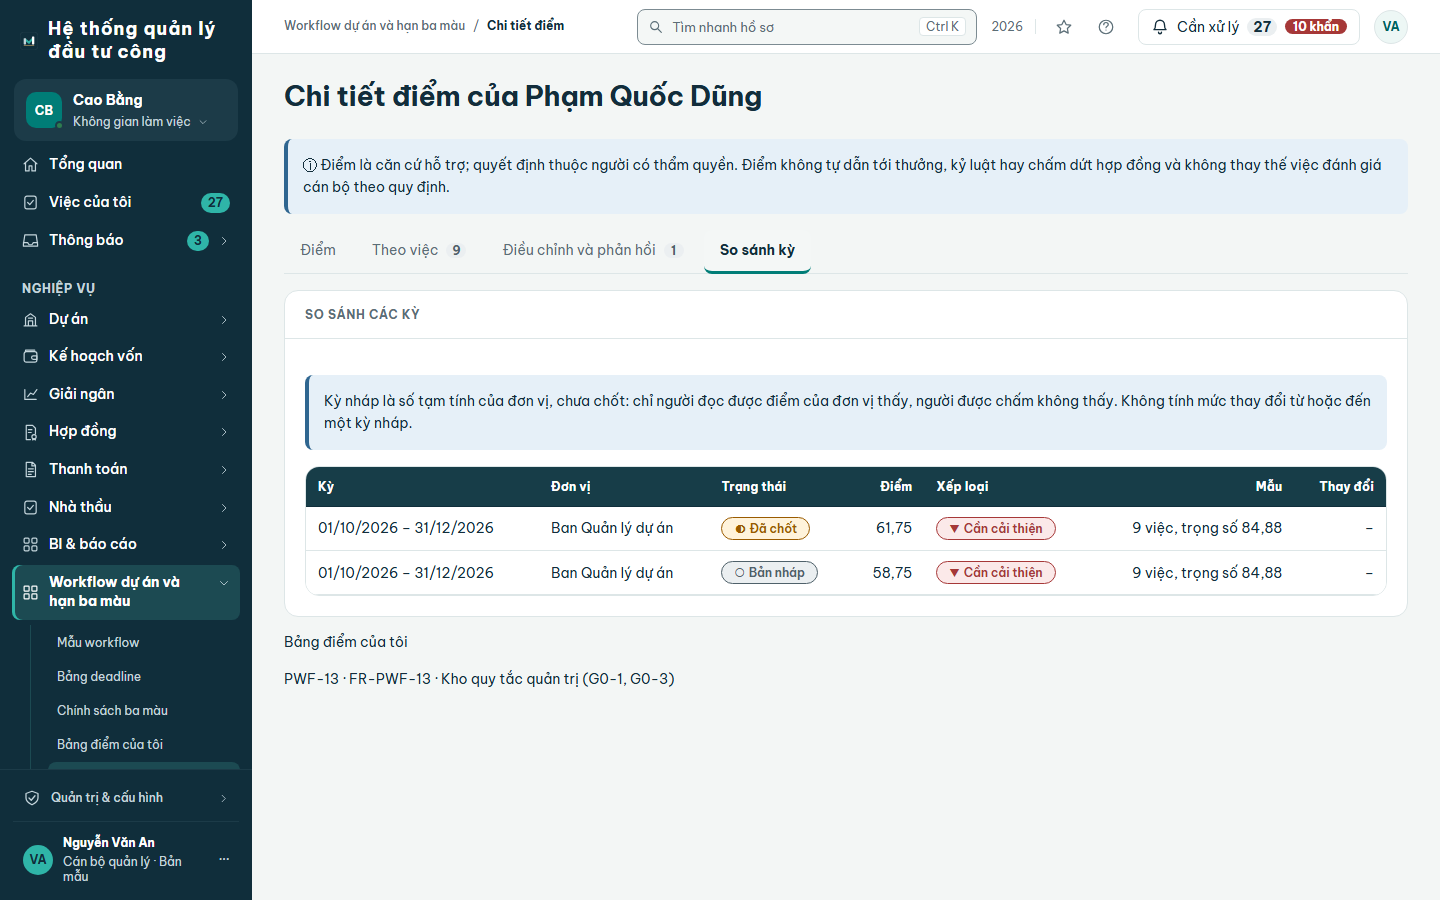 Hệ thống quản lý
đầu tư công
CB
Cao Bằng
Không gian làm việc
Tổng quan
Việc của tôi 27
Thông báo 3
NGHIỆP VỤ
Dự án
Kế hoạch vốn
Giải ngân
Hợp đồng
Thanh toán
Nhà thầu
BI & báo cáo
Workflow dự án và
hạn ba màu
Mẫu workflow
Bảng deadline
Chính sách ba màu
Bảng điểm của tôi
Quản trị & cấu hình
VA
Nguyễn Văn An
Cán bộ quản lý · Bản
mẫu
Workflow dự án và hạn ba màu / Chi tiết điểm
Tìm nhanh hồ sơ Ctrl K
2026
Cần xử lý 27 10 khẩn
VA
Chi tiết điểm của Phạm Quốc Dũng
Điểm là căn cứ hỗ trợ; quyết định thuộc người có thẩm quyền. Điểm không tự dẫn tới thưởng, kỷ luật hay chấm dứt hợp đồng và không thay thế việc đánh giá
cán bộ theo quy định.
Điểm Theo việc 9 Điều chỉnh và phản hồi 1 So sánh kỳ
SO SÁNH CÁC KỲ
Kỳ nháp là số tạm tính của đơn vị, chưa chốt: chỉ người đọc được điểm của đơn vị thấy, người được chấm không thấy. Không tính mức thay đổi từ hoặc đến
một kỳ nháp.
Kỳ Đơn vị Trạng thái Điểm Xếp loại Mẫu Thay đổi
01/10/2026 – 31/12/2026 Ban Quản lý dự án Đã chốt 61,75 Cần cải thiện 9 việc, trọng số 84,88 –
01/10/2026 – 31/12/2026 Ban Quản lý dự án Bản nháp 58,75 Cần cải thiện 9 việc, trọng số 84,88 –
Bảng điểm của tôi
PWF-13 · FR-PWF-13 · Kho quy tắc quản trị (G0-1, G0-3)